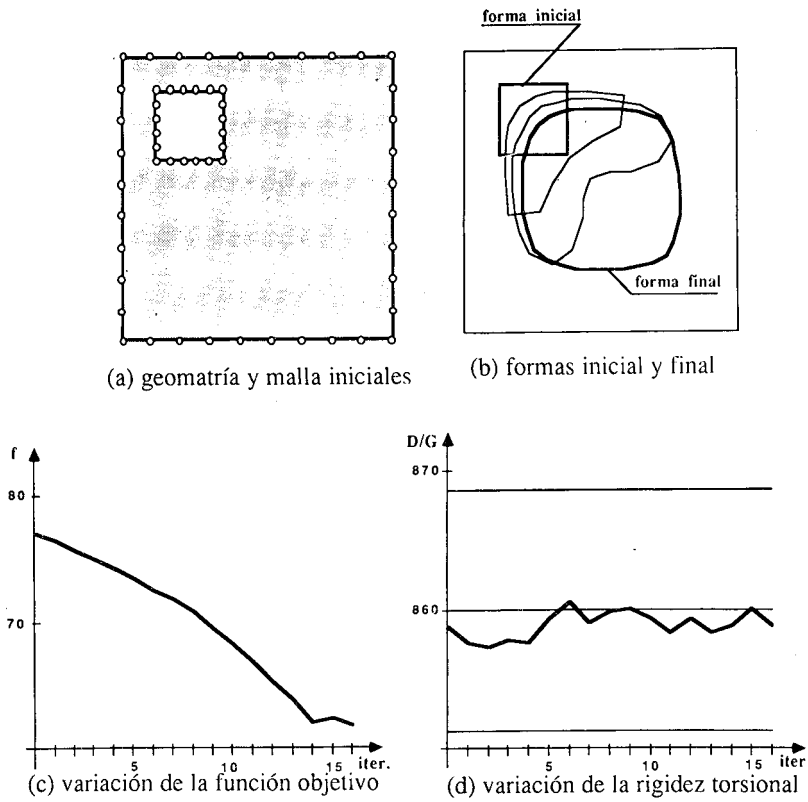 forma inicial
forma final
(a) geomatría y malla iniciales
(b) formas inicial y final
f
80
70
5
10
15
iter.
(c) variación de la función objetivo
D/G
870
860
5
10
15
iter
(d) variación de la rigidez torsional